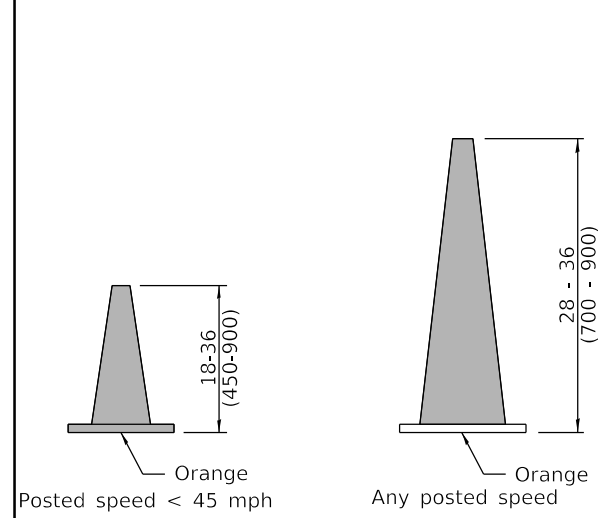 18-36
(450-900)
Orange
Posted speed < 45 mph
28 - 36
(700 - 900)
Orange
Any posted speed